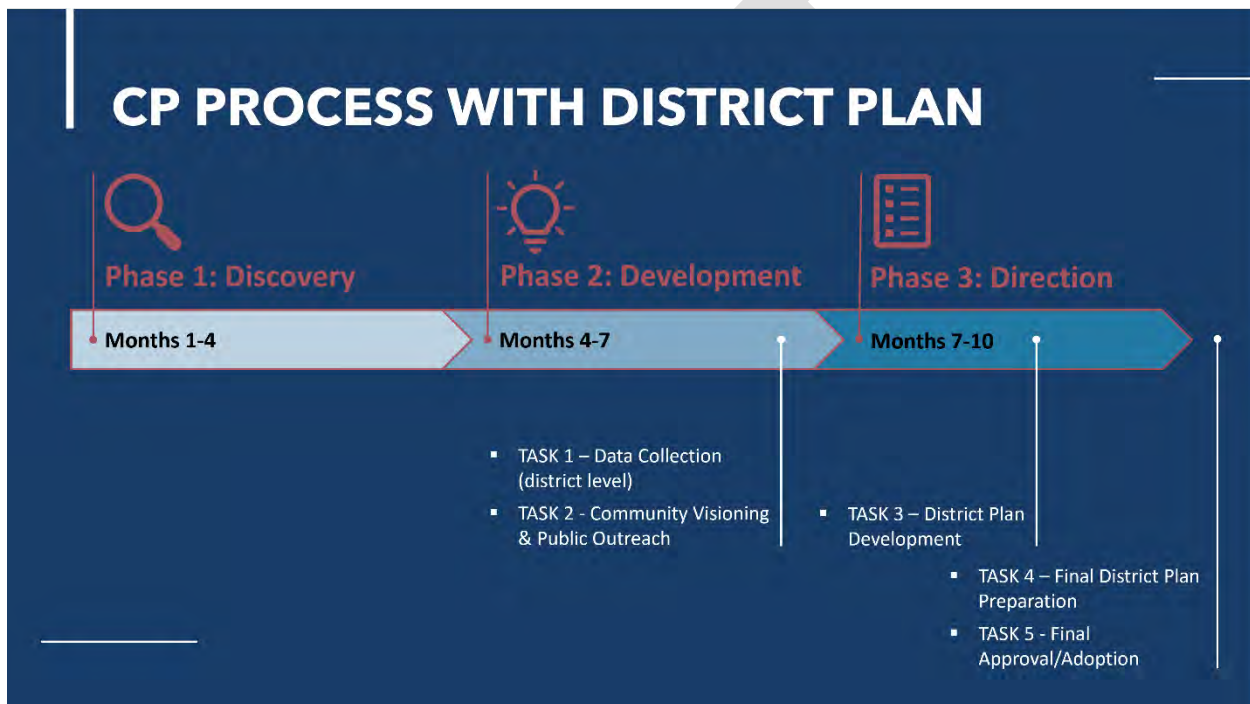 CP PROCESS WITH DISTRICT PLAN
Phase 1: Discovery
Phase 2: Development
Phase 3: Direction
Months 1-4
Months 4-7
Months 7-10
▪ TASK 1 – Data Collection
(district level)
▪ TASK 2 - Community Visioning
& Public Outreach
▪ TASK 3 – District Plan
Development
▪ TASK 4 – Final District Plan
Preparation
▪ TASK 5 - Final
Approval/Adoption